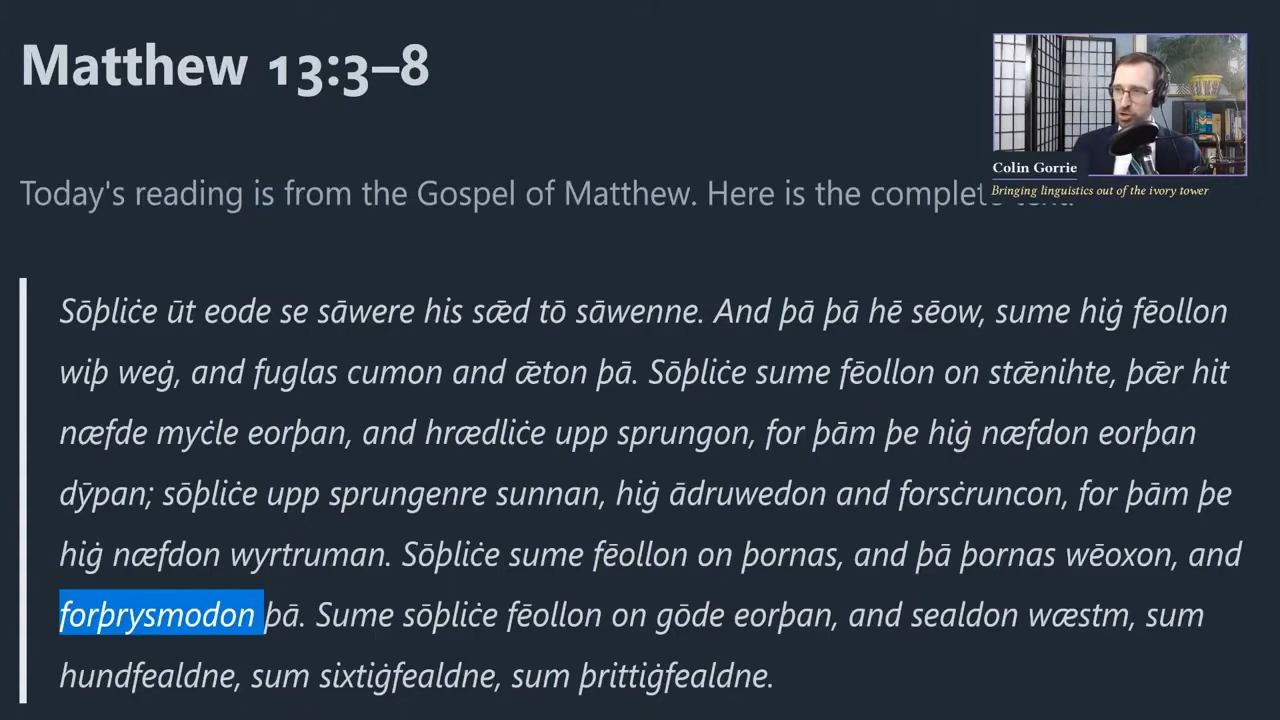 Matthew 13:3–8
Colin Gorrie
Bringing linguistics out of the ivory tower
Today's reading is from the Gospel of Matthew. Here is the complete text.
Sōþliċe ūt eode se sāwere his sǣd tō sāwenne. And þā þā hē sēow, sume hiġ fēollon
wiþ weġ, and fuglas cumon and ǣton þā. Sōþliċe sume fēollon on stǣnihte, þǣr hit
næfde myċle eorþan, and hrædliċe upp sprungon, for þām þe hiġ næfdon eorþan
dȳpan; sōþliċe upp sprungenre sunnan, hiġ ādruwedon and forsċruncon, for þām þe
hiġ næfdon wyrtruman. Sōþliċe sume fēollon on þornas, and þā þornas wēoxon, and
forþrysmodon þā. Sume sōþliċe fēollon on gōde eorþan, and sealdon wæstm, sum
hundfealdne, sum sixtiġfealdne, sum þrittiġfealdne.